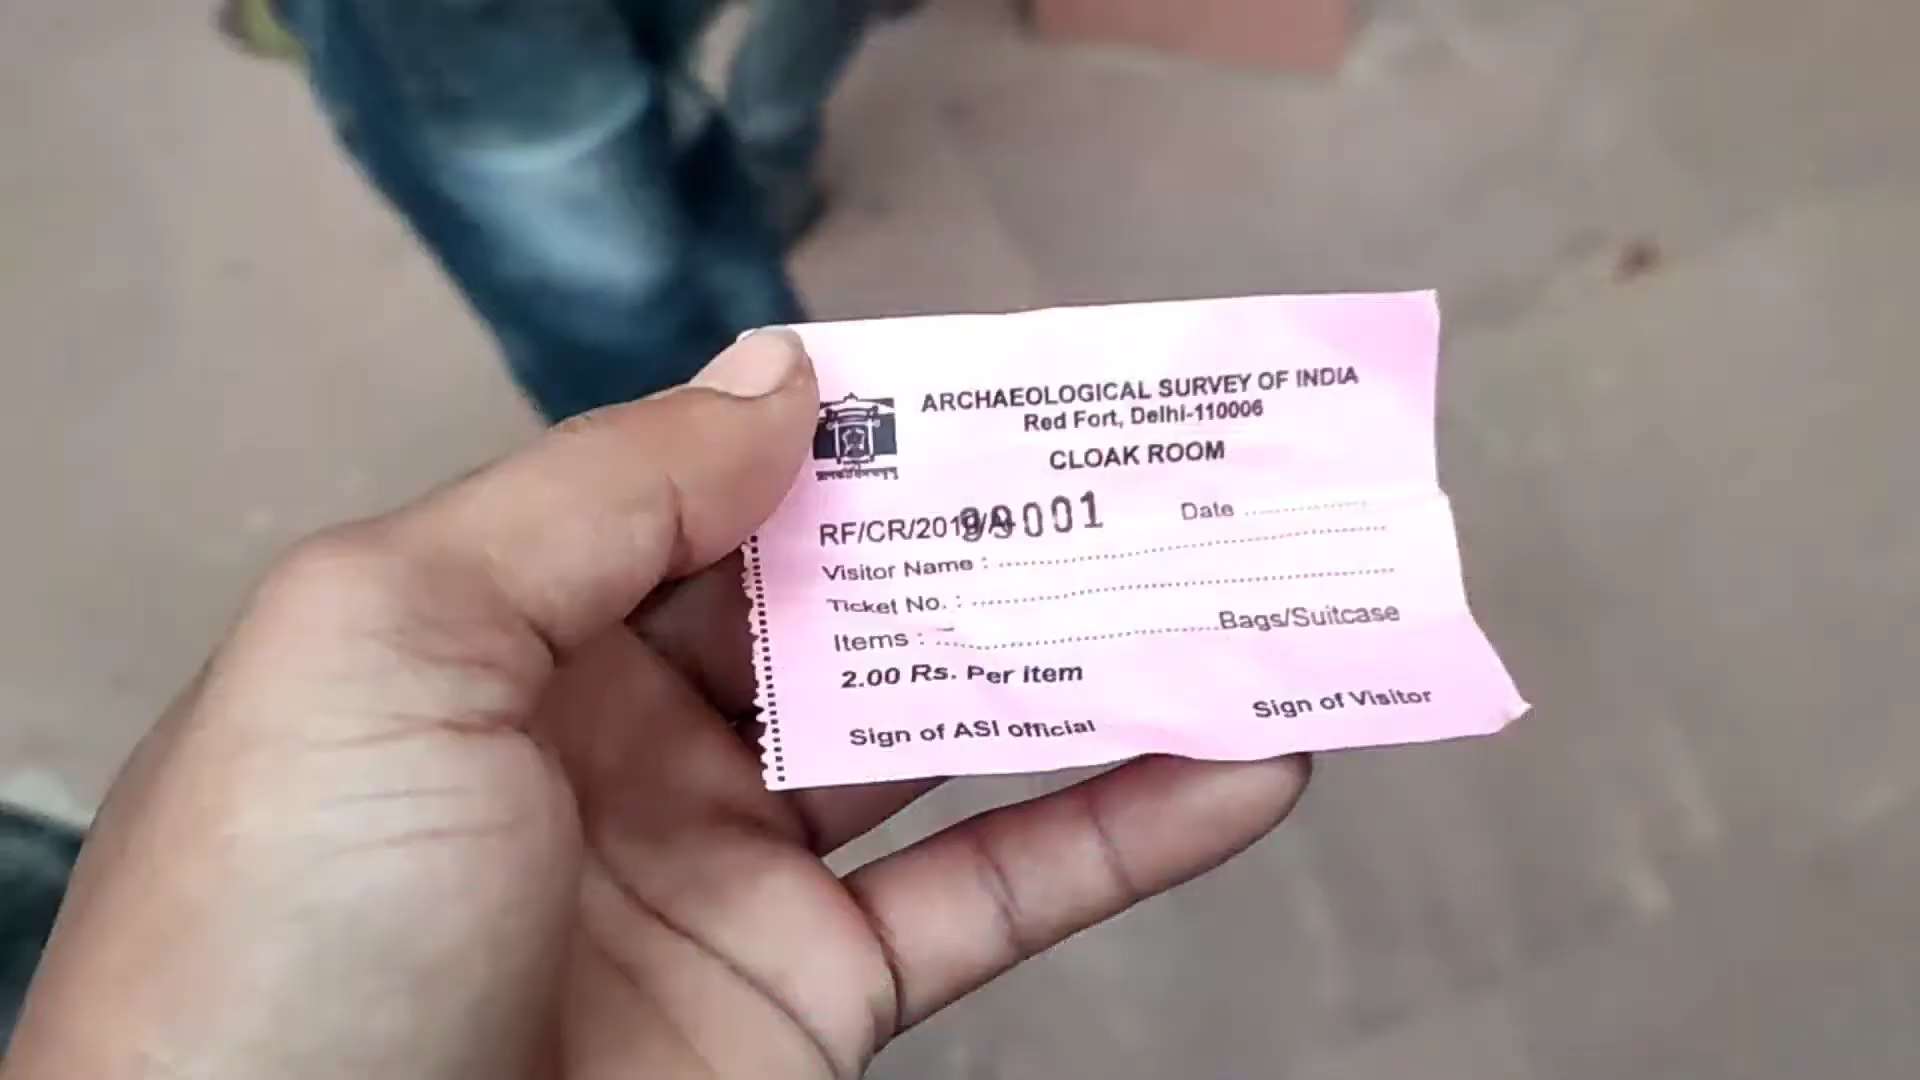 ARCHAEOLOGICAL SURVEY OF INDIA
Red Fort, Delhi-110006
CLOAK ROOM
RF/CR/2019/A 99001 Date ..................
Visitor Name : ..................................................
Ticket No. : ......................................................
Items : ....................................Bags/Suitcase
2.00 Rs. Per item
Sign of ASI official Sign of Visitor